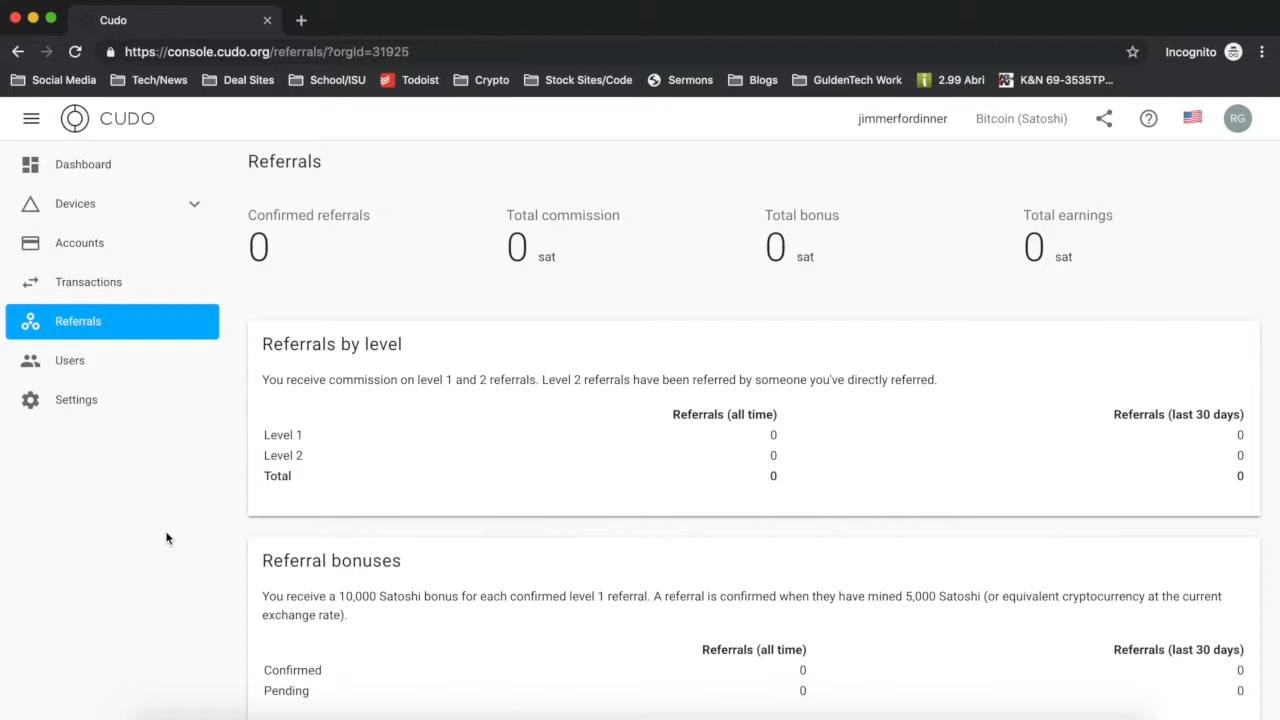 Cudo
https://console.cudo.org/referrals/?orgId=31925
Incognito
Social Media
Tech/News
Deal Sites
School/ISU
Todoist
Crypto
Stock Sites/Code
Sermons
Blogs
GuldenTech Work
2.99 Abri
K&N 69-3535TP...
CUDO
jimmerfordinner
Bitcoin (Satoshi)
RG
Dashboard
Devices
Accounts
Transactions
Referrals
Users
Settings
Referrals
Confirmed referrals
0
Total commission
0 sat
Total bonus
0 sat
Total earnings
0 sat
Referrals by level
You receive commission on level 1 and 2 referrals. Level 2 referrals have been referred by someone you've directly referred.
Referrals (all time) Referrals (last 30 days)
Level 1 0 0
Level 2 0 0
Total 0 0
Referral bonuses
You receive a 10,000 Satoshi bonus for each confirmed level 1 referral. A referral is confirmed when they have mined 5,000 Satoshi (or equivalent cryptocurrency at the current
exchange rate).
Referrals (all time) Referrals (last 30 days)
Confirmed 0 0
Pending 0 0